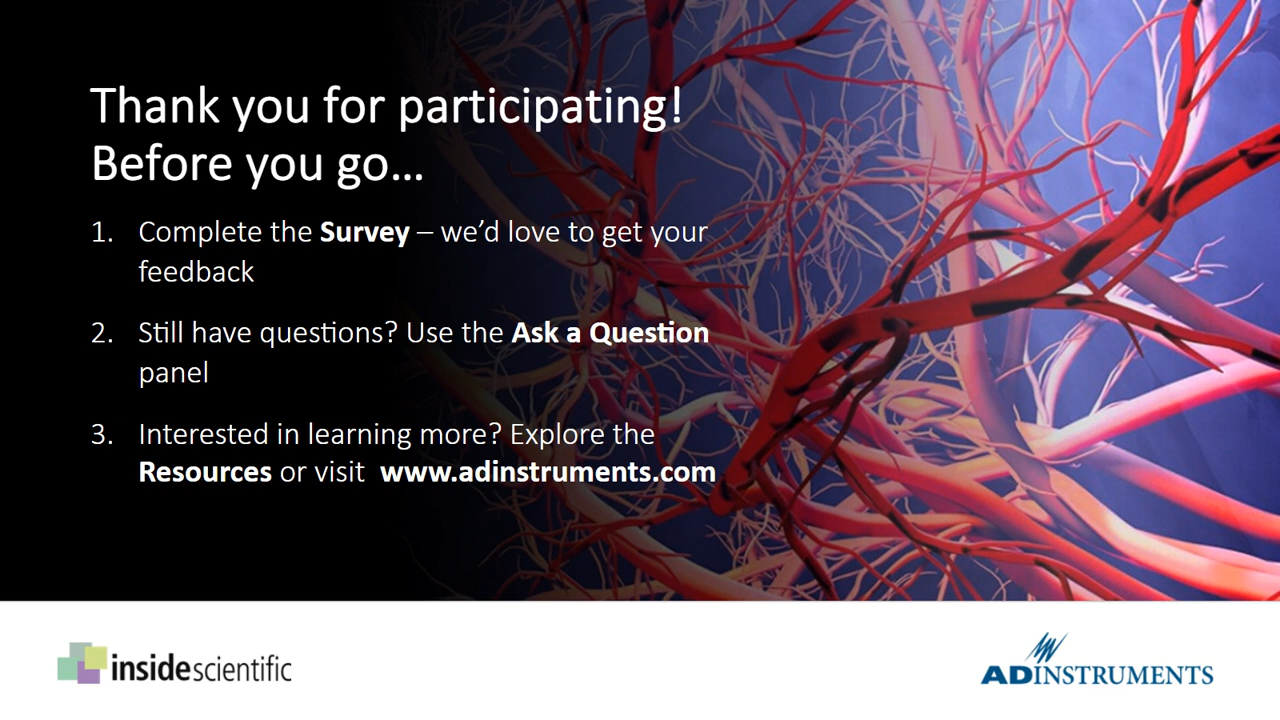 Thank you for participating!
Before you go…
1. Complete the Survey – we’d love to get your
feedback
2. Still have questions? Use the Ask a Question
panel
3. Interested in learning more? Explore the
Resources or visit www.adinstruments.com
insidescientific
ADINSTRUMENTS